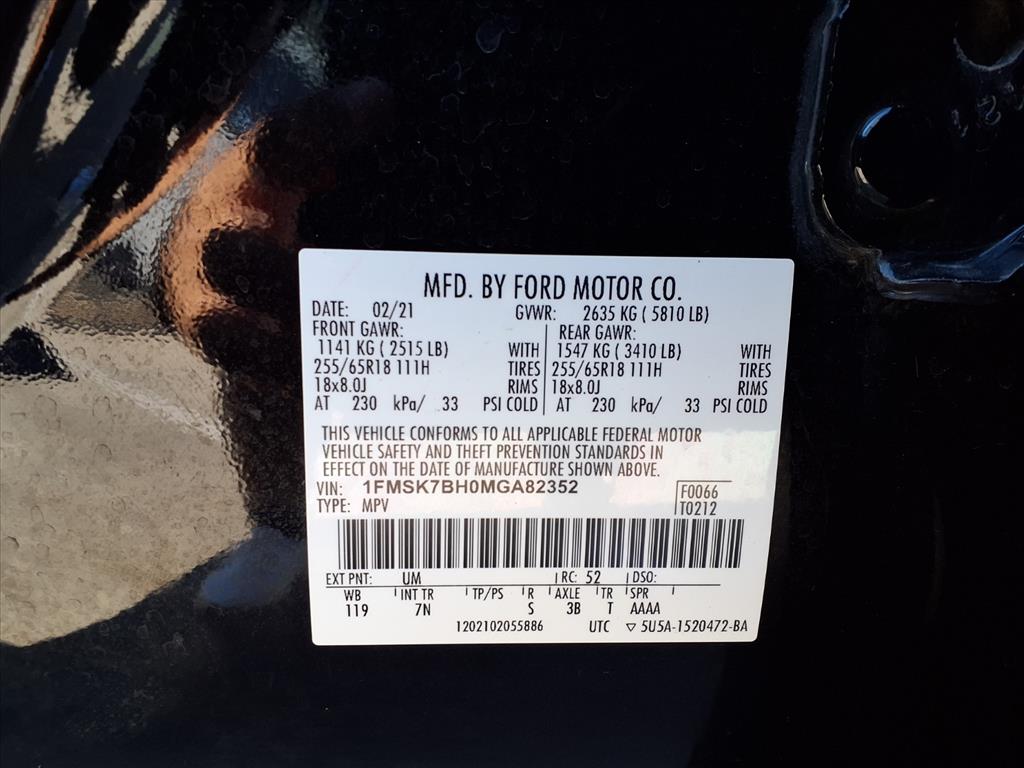 MFD. BY FORD MOTOR CO.
DATE: 02/21 GVWR: 2635 KG ( 5810 LB)
FRONT GAWR: REAR GAWR:
1141 KG ( 2515 LB) WITH 1547 KG ( 3410 LB) WITH
255/65R18 111H TIRES 255/65R18 111H TIRES
18x8.0J RIMS 18x8.0J RIMS
AT 230 kPa/ 33 PSI COLD AT 230 kPa/ 33 PSI COLD
THIS VEHICLE CONFORMS TO ALL APPLICABLE FEDERAL MOTOR
VEHICLE SAFETY AND THEFT PREVENTION STANDARDS IN
EFFECT ON THE DATE OF MANUFACTURE SHOWN ABOVE.
VIN: 1FMSK7BH0MGA82352 F0066
TYPE: MPV T0212
EXT PNT: UM RC: 52 DSO:
WB INT TR TP/PS R AXLE TR SPR
119 7N S 3B T AAAA
1202102055886 UTC ▽ 5U5A-1520472-BA